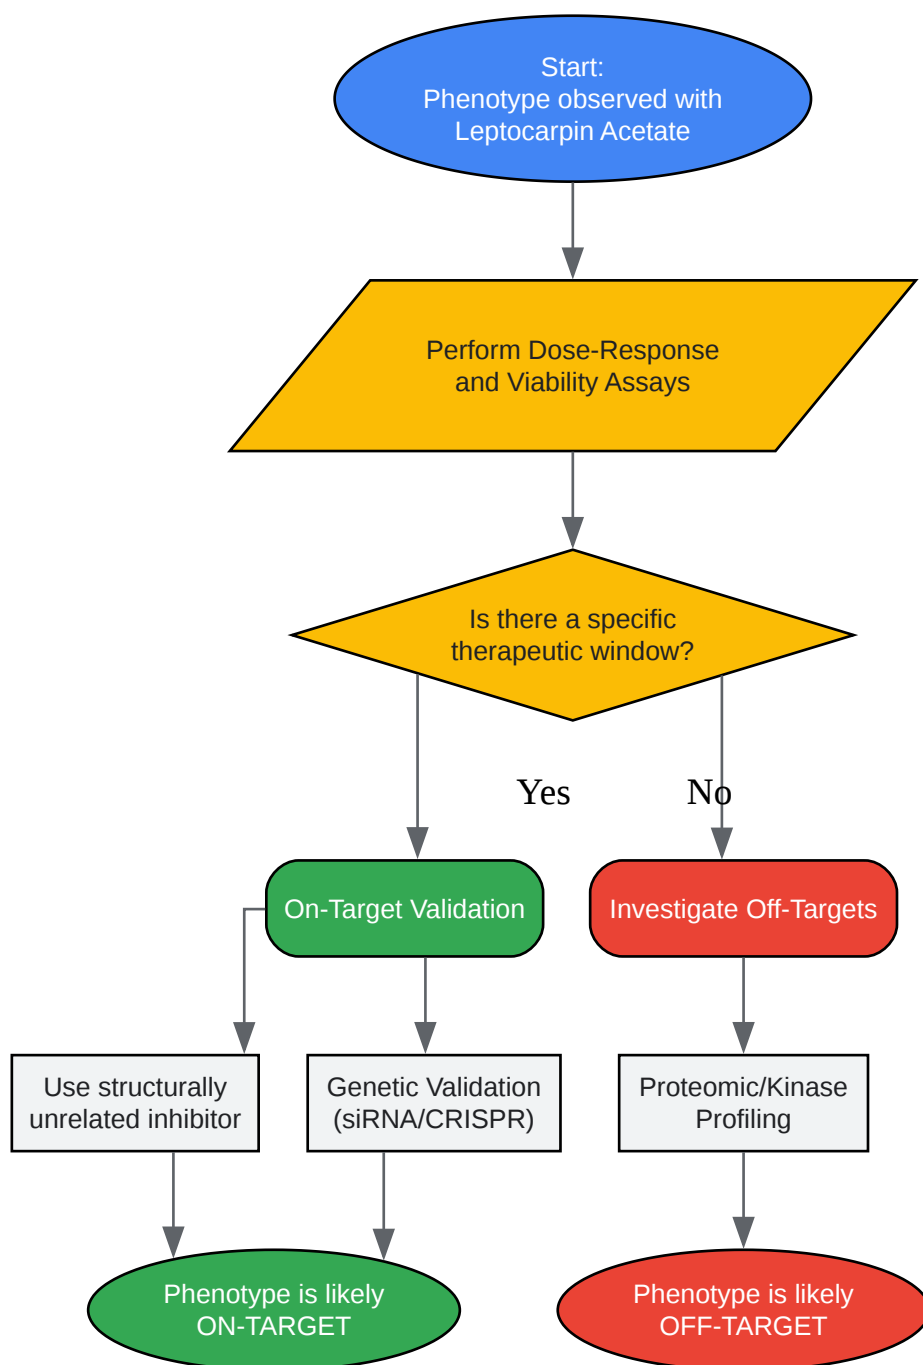 Start:
Phenotype observed with
Leptocarpin Acetate
Perform Dose-Response
and Viability Assays
Is there a specific
therapeutic window?
Yes
No
On-Target Validation
Investigate Off-Targets
Use structurally
unrelated inhibitor
Genetic Validation
(siRNA/CRISPR)
Proteomic/Kinase
Profiling
Phenotype is likely
ON-TARGET
Phenotype is likely
OFF-TARGET